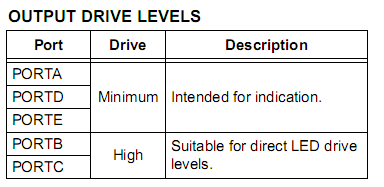 OUTPUT DRIVE LEVELS
Port Drive Description
PORTA
PORTD Minimum Intended for indication.
PORTE
PORTB High Suitable for direct LED drive
PORTC levels.